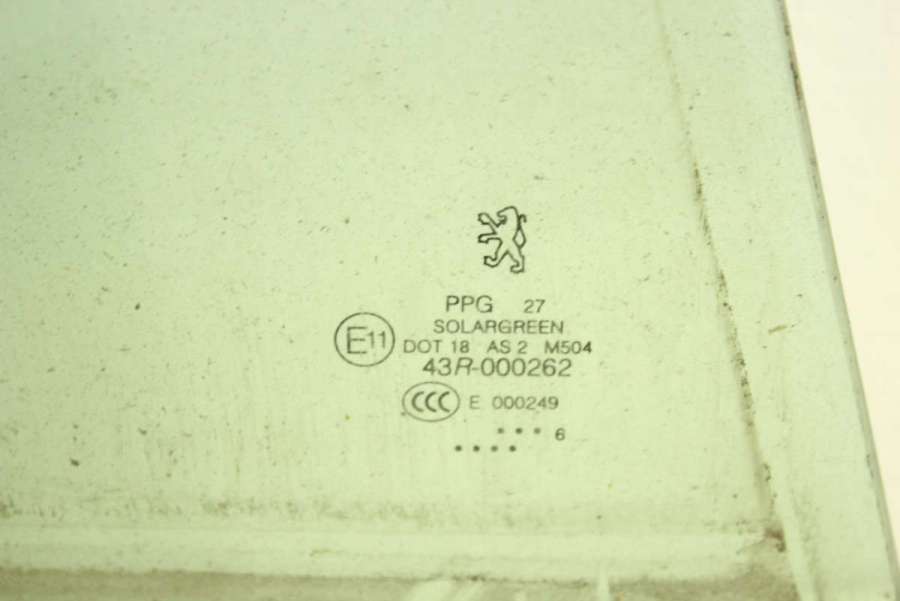 PPG 27
SOLARGREEN
E11
DOT 18 AS 2 M504
43R-000262
CCC E 000249
••• 6
••••